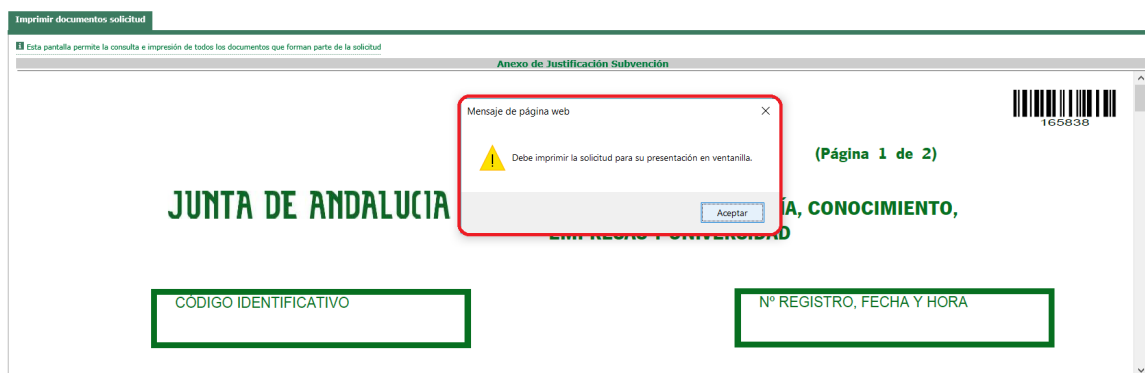 Imprimir documentos solicitud
Esta pantalla permite la consulta e impresión de todos los documentos que forman parte de la solicitud
Anexo de Justificación Subvención
165838
Mensaje de página web
Debe imprimir la solicitud para su presentación en ventanilla.
Aceptar
(Página 1 de 2)
JUNTA DE ANDALUCIA
ÍA, CONOCIMIENTO,
EMPRESAS Y UNIVERSIDAD
CÓDIGO IDENTIFICATIVO
Nº REGISTRO, FECHA Y HORA